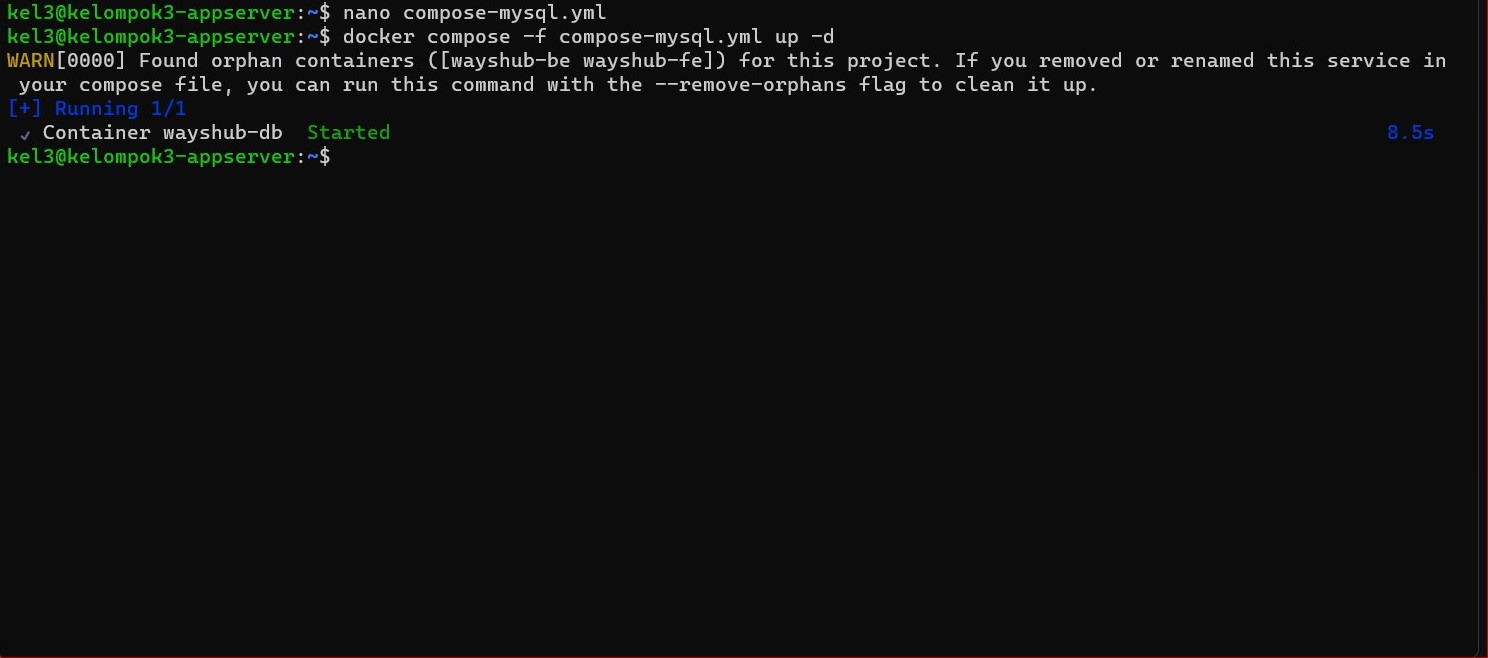 kel3@kelompok3-appserver:~$ nano compose-mysql.yml
kel3@kelompok3-appserver:~$ docker compose -f compose-mysql.yml up -d
WARN[0000] Found orphan containers ([wayshub-be wayshub-fe]) for this project. If you removed or renamed this service in
your compose file, you can run this command with the --remove-orphans flag to clean it up.
[+] Running 1/1
✓ Container wayshub-db Started 8.5s
kel3@kelompok3-appserver:~$